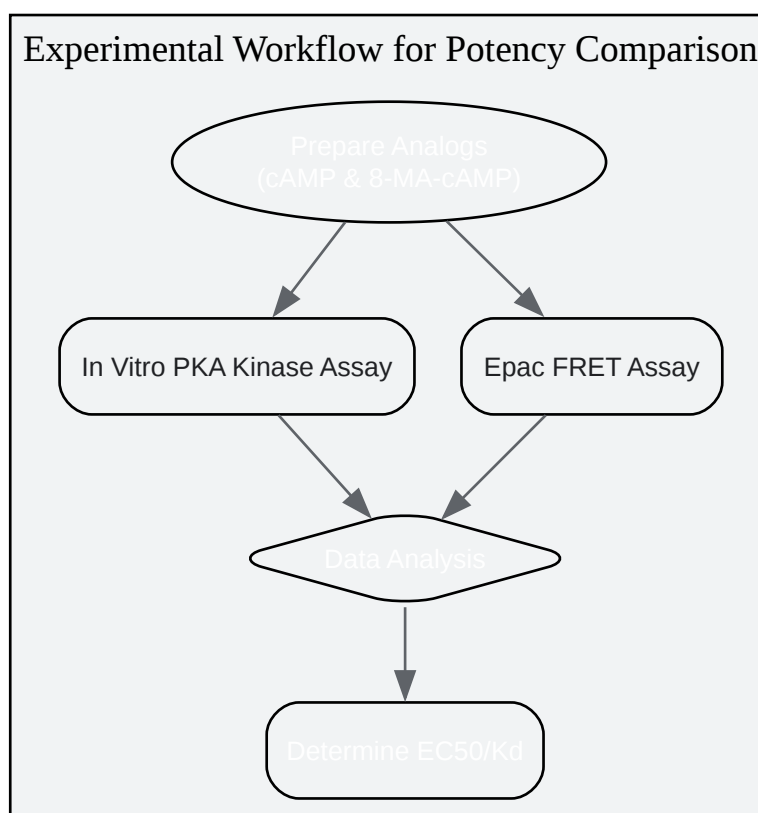 Experimental Workflow for Potency Comparison
Prepare Analogs
(cAMP & 8-MA-cAMP)
In Vitro PKA Kinase Assay
Epac FRET Assay
Data Analysis
Determine EC50/Kd